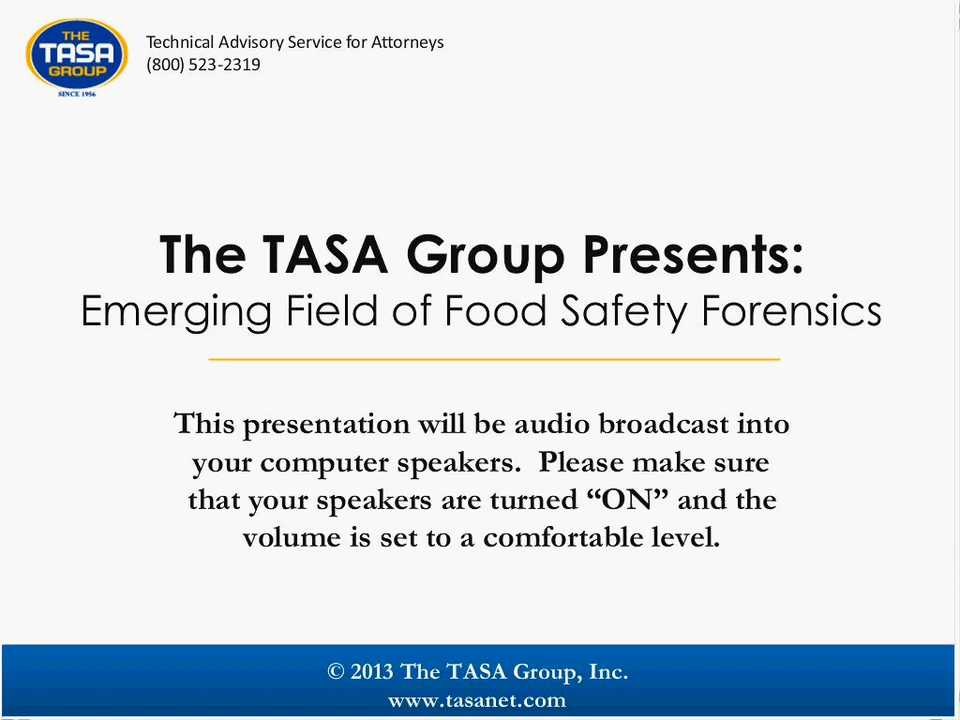 THE
TASA
GROUP
SINCE 1956
Technical Advisory Service for Attorneys
(800) 523-2319
The TASA Group Presents:
Emerging Field of Food Safety Forensics
This presentation will be audio broadcast into
your computer speakers.  Please make sure
that your speakers are turned “ON” and the
volume is set to a comfortable level.
© 2013 The TASA Group, Inc.
www.tasanet.com